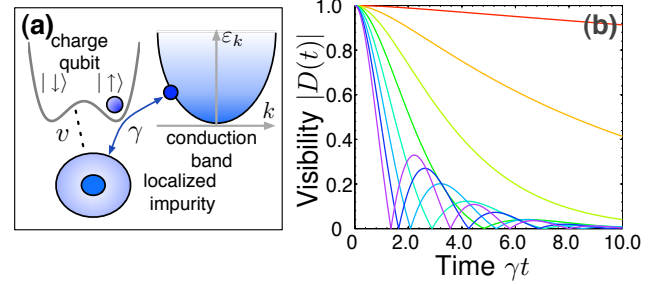 (a)
charge
qubit
|↓⟩ |↑⟩
v
γ
ε_k
k
conduction
band
localized
impurity
(b)
Visibility |D(t)|
1
0.8
0.6
0.4
0.2
0
0 2.0 4.0 6.0 8.0 10.0
Time γt